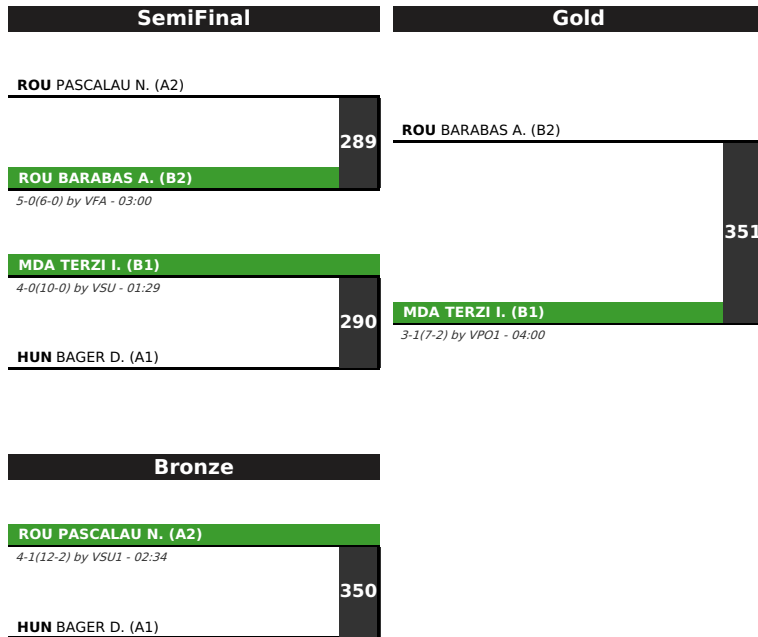 SemiFinal
ROU PASCALAU N. (A2)
289
ROU BARABAS A. (B2)
5-0(6-0) by VFA - 03:00
MDA TERZI I. (B1)
4-0(10-0) by VSU - 01:29
290
HUN BAGER D. (A1)
Gold
ROU BARABAS A. (B2)
351
MDA TERZI I. (B1)
3-1(7-2) by VPO1 - 04:00
Bronze
ROU PASCALAU N. (A2)
4-1(12-2) by VSU1 - 02:34
350
HUN BAGER D. (A1)